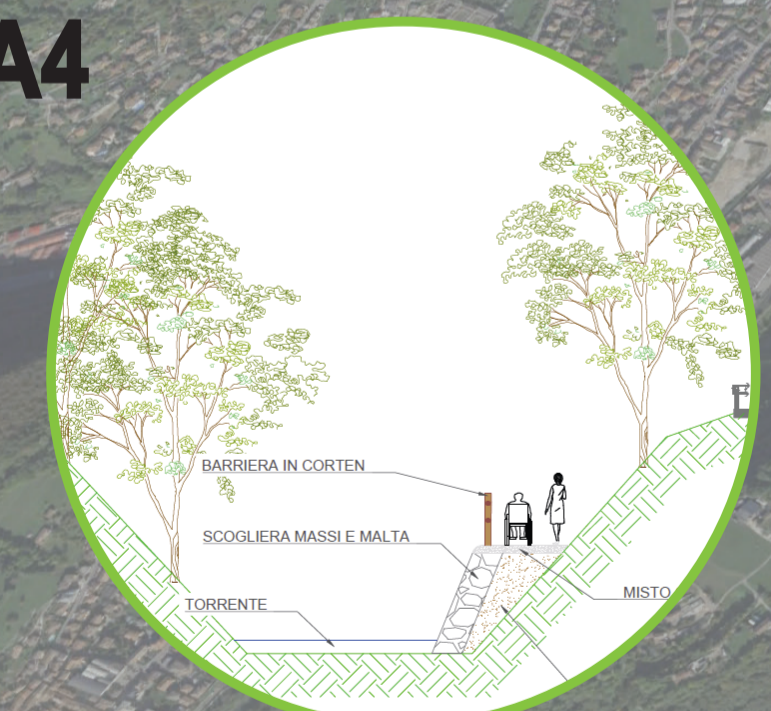 A4
BARRIERA IN CORTEN
SCOGLIERA MASSI E MALTA
TORRENTE
MISTO